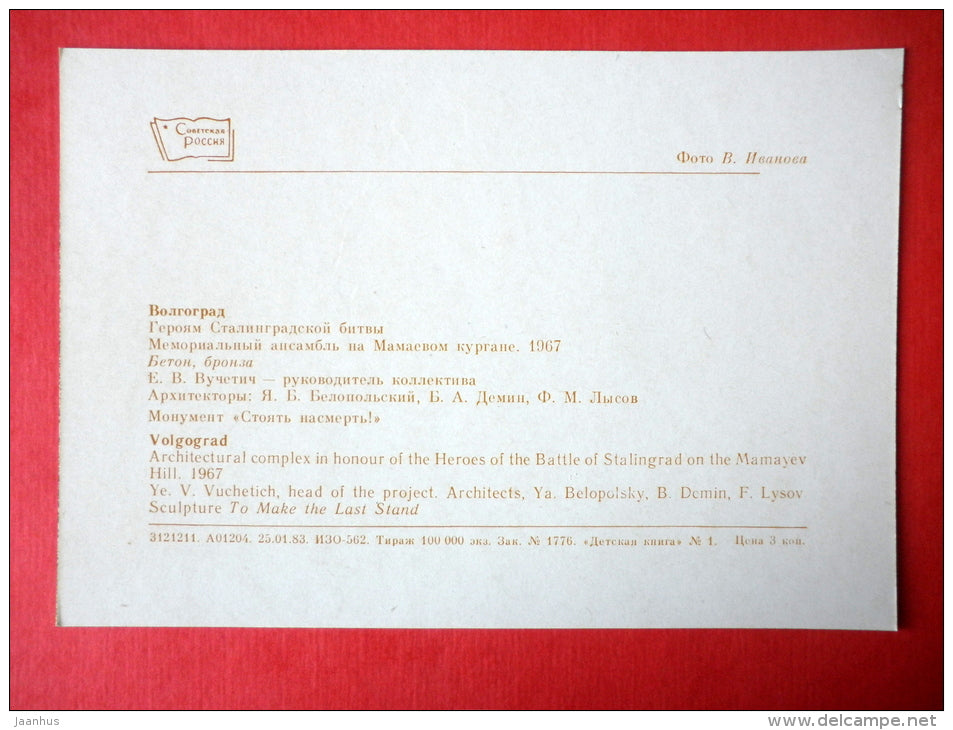 Советская
Россия
Фото В. Иванова
Волгоград
Героям Сталинградской битвы
Мемориальный ансамбль на Мамаевом кургане. 1967
Бетон, бронза
Е. В. Вучетич — руководитель коллектива
Архитекторы: Я. Б. Белопольский, Б. А. Демин, Ф. М. Лысов
Монумент «Стоять насмерть!»
Volgograd
Architectural complex in honour of the Heroes of the Battle of Stalingrad on the Mamayev
Hill. 1967
Ye. V. Vuchetich, head of the project. Architects, Ya. Belopolsky, B. Demin, F. Lysov
Sculpture To Make the Last Stand
3121211. А01204. 25.01.83. ИЗО-562. Тираж 100 000 экз. Зак. № 1776. «Детская книга» № 1. Цена 3 коп.
jaanhus
delcampe.net